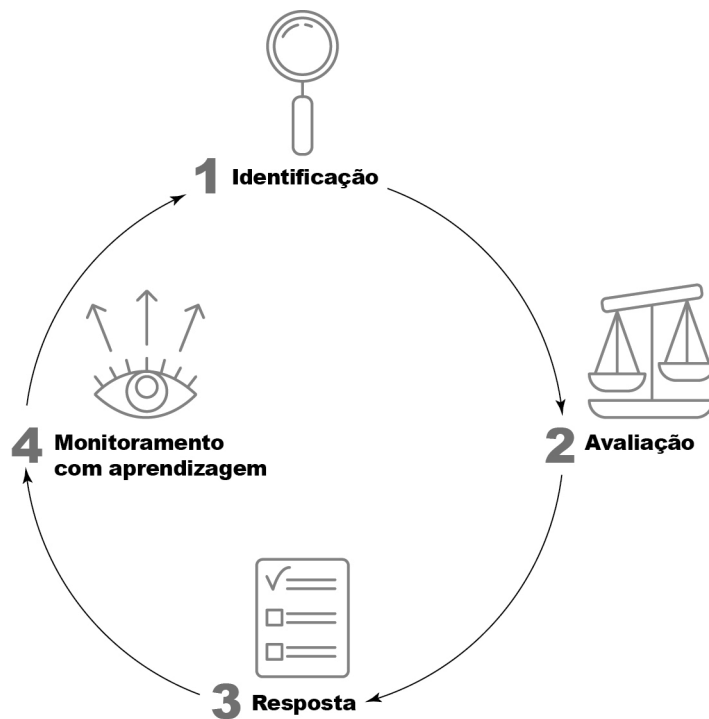 1 Identificação
2 Avaliação
3 Resposta
4 Monitoramento
com aprendizagem